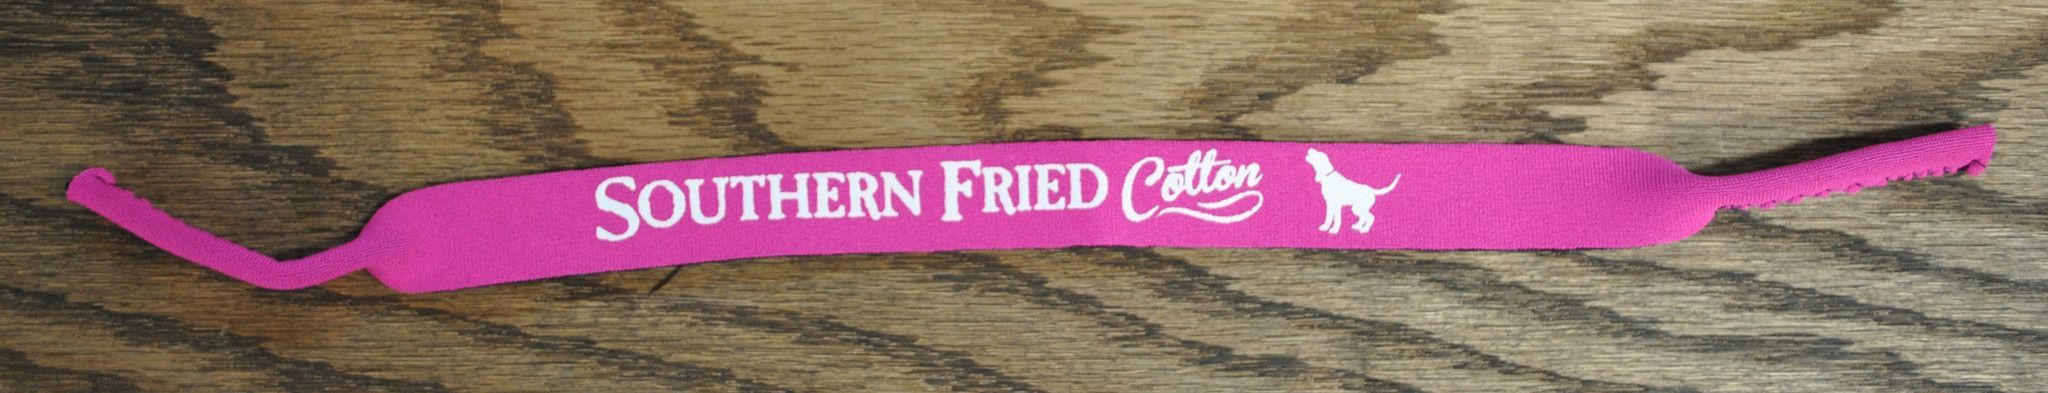 SOUTHERN FRIED Cotton